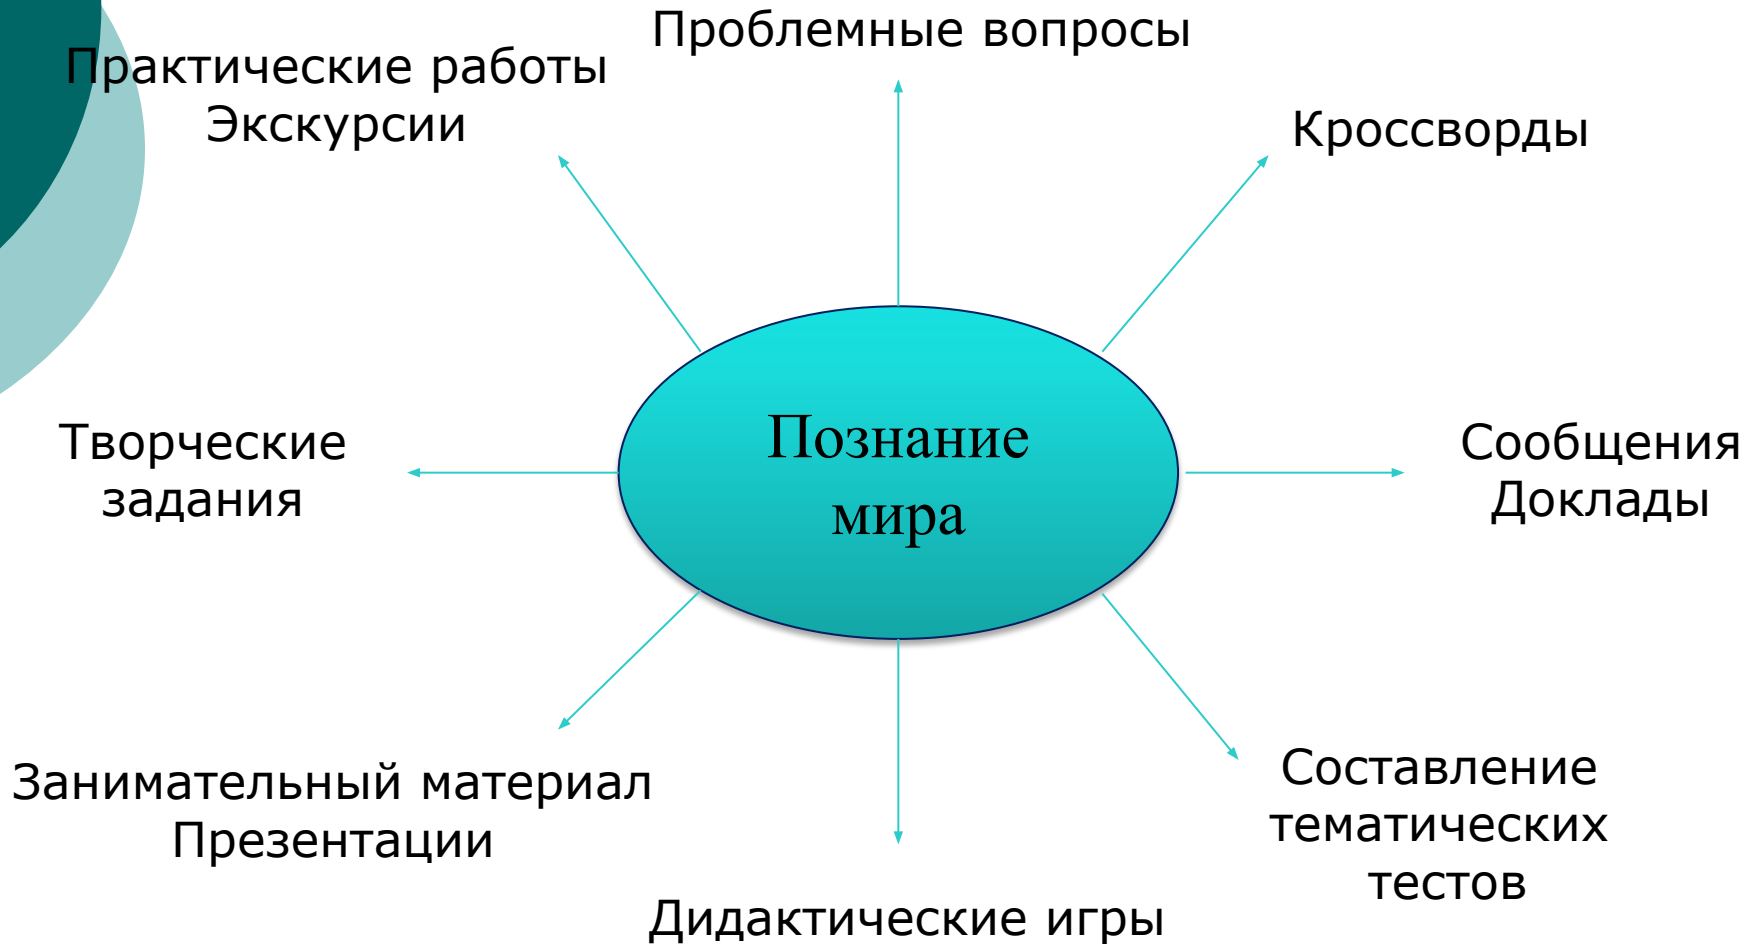 Проблемные вопросы
Практические работы
Экскурсии
Кроссворды
Творческие
задания
Познание
мира
Сообщения
Доклады
Занимательный материал
Презентации
Составление
тематических
тестов
Дидактические игры